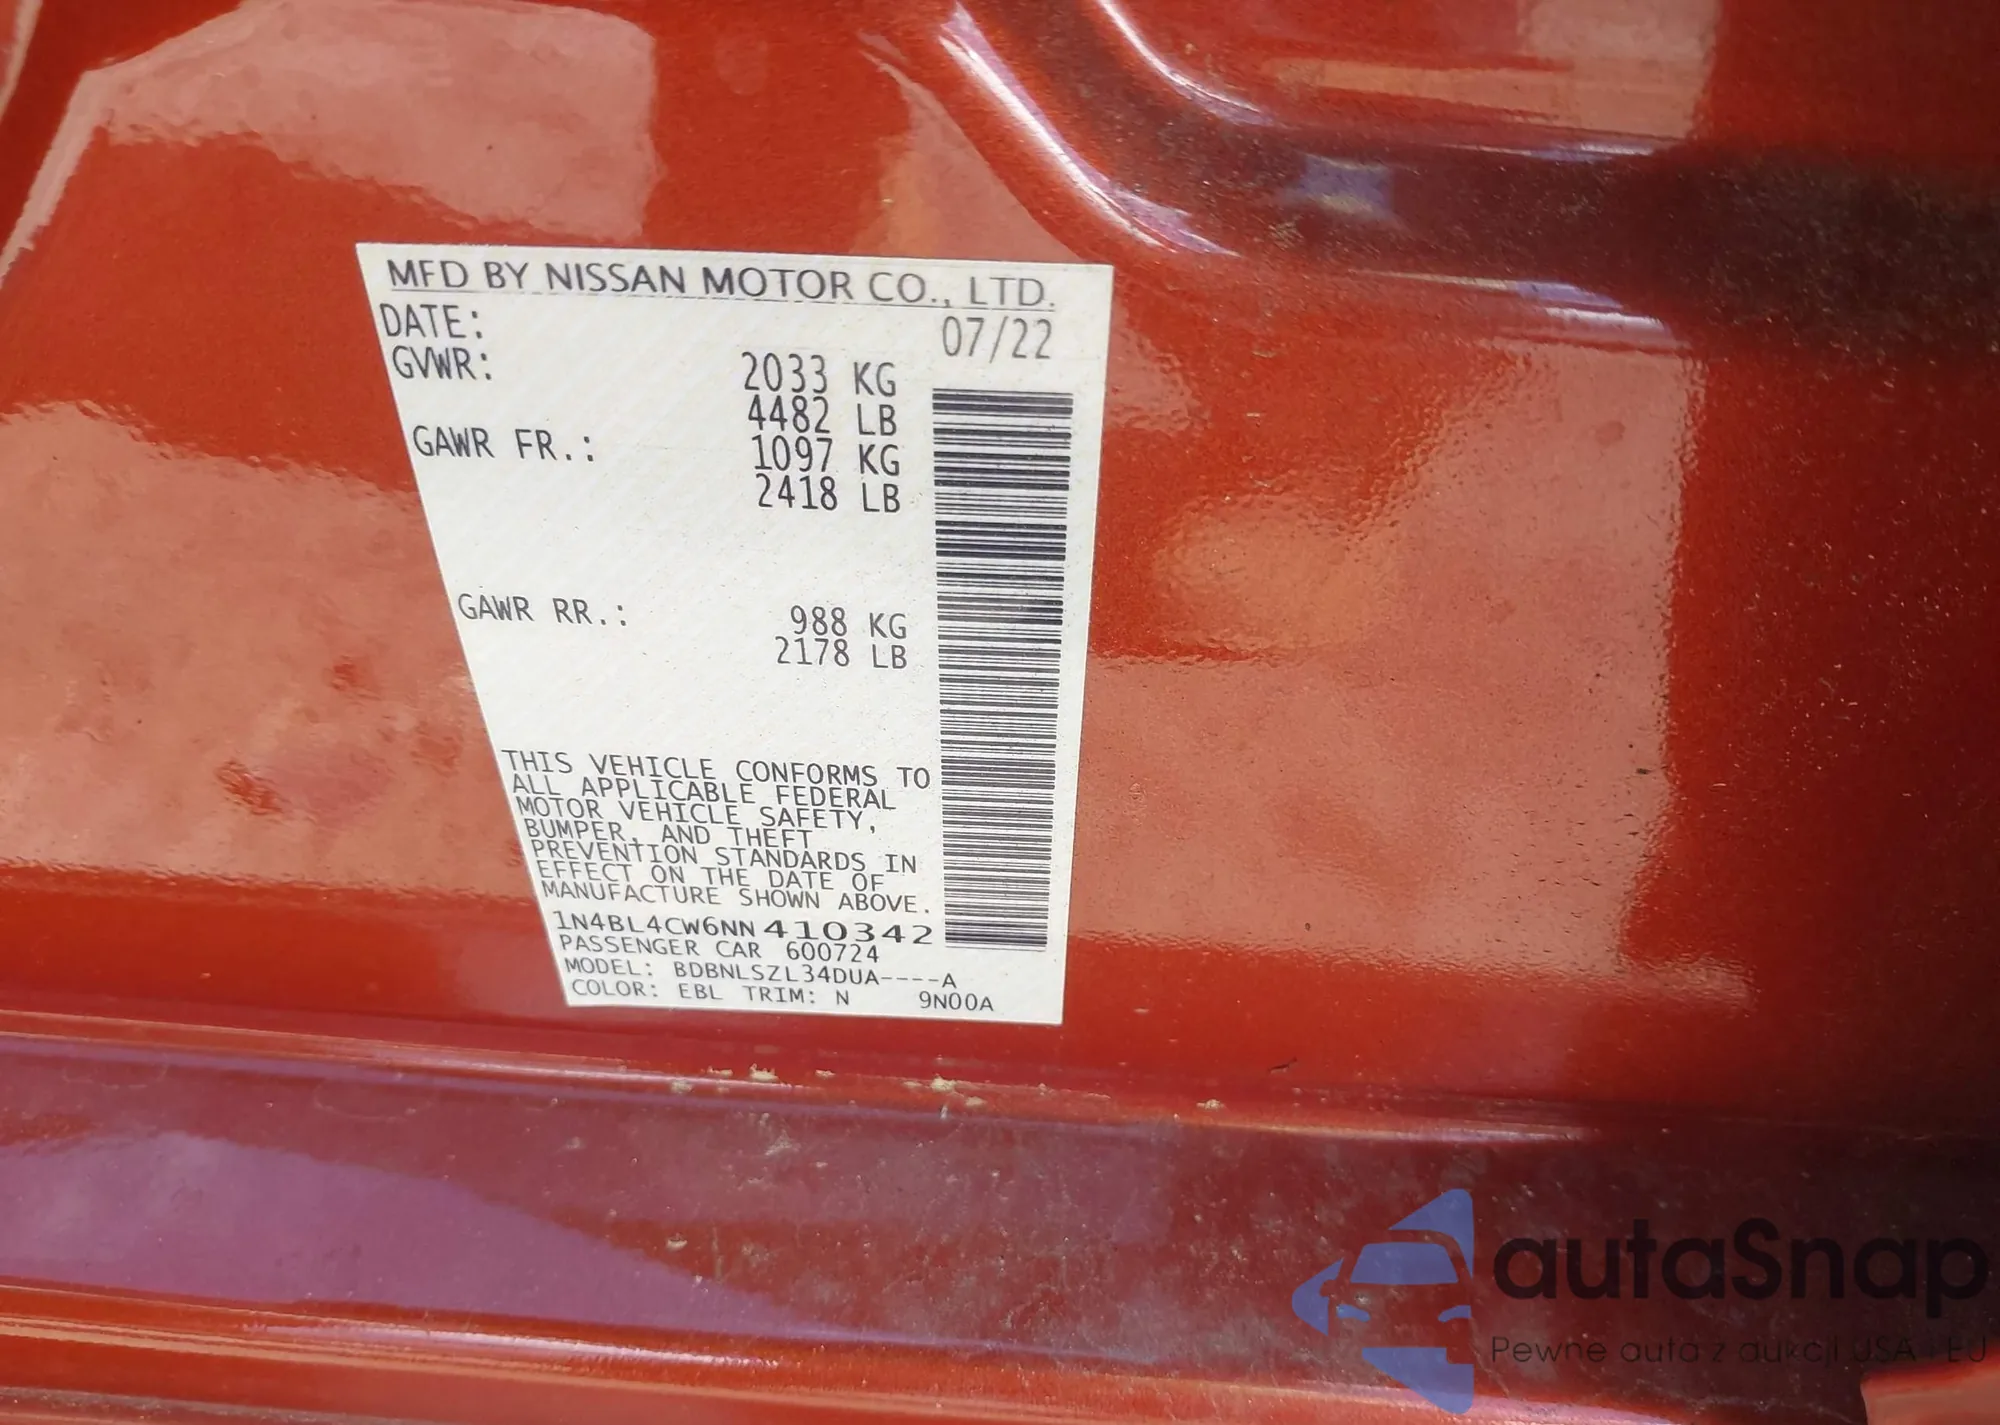 MFD BY NISSAN MOTOR CO., LTD.
DATE: 07/22
GVWR: 2033 KG
4482 LB
GAWR FR.: 1097 KG
2418 LB
GAWR RR.: 988 KG
2178 LB
THIS VEHICLE CONFORMS TO
ALL APPLICABLE FEDERAL
MOTOR VEHICLE SAFETY,
BUMPER, AND THEFT
PREVENTION STANDARDS IN
EFFECT ON THE DATE OF
MANUFACTURE SHOWN ABOVE.
1N4BL4CW6NN410342
PASSENGER CAR 600724
MODEL: BDBNLSZL34DUA----A
COLOR: EBL TRIM: N 9N00A
autaSnap
Pewne auta z aukcji USA i EU